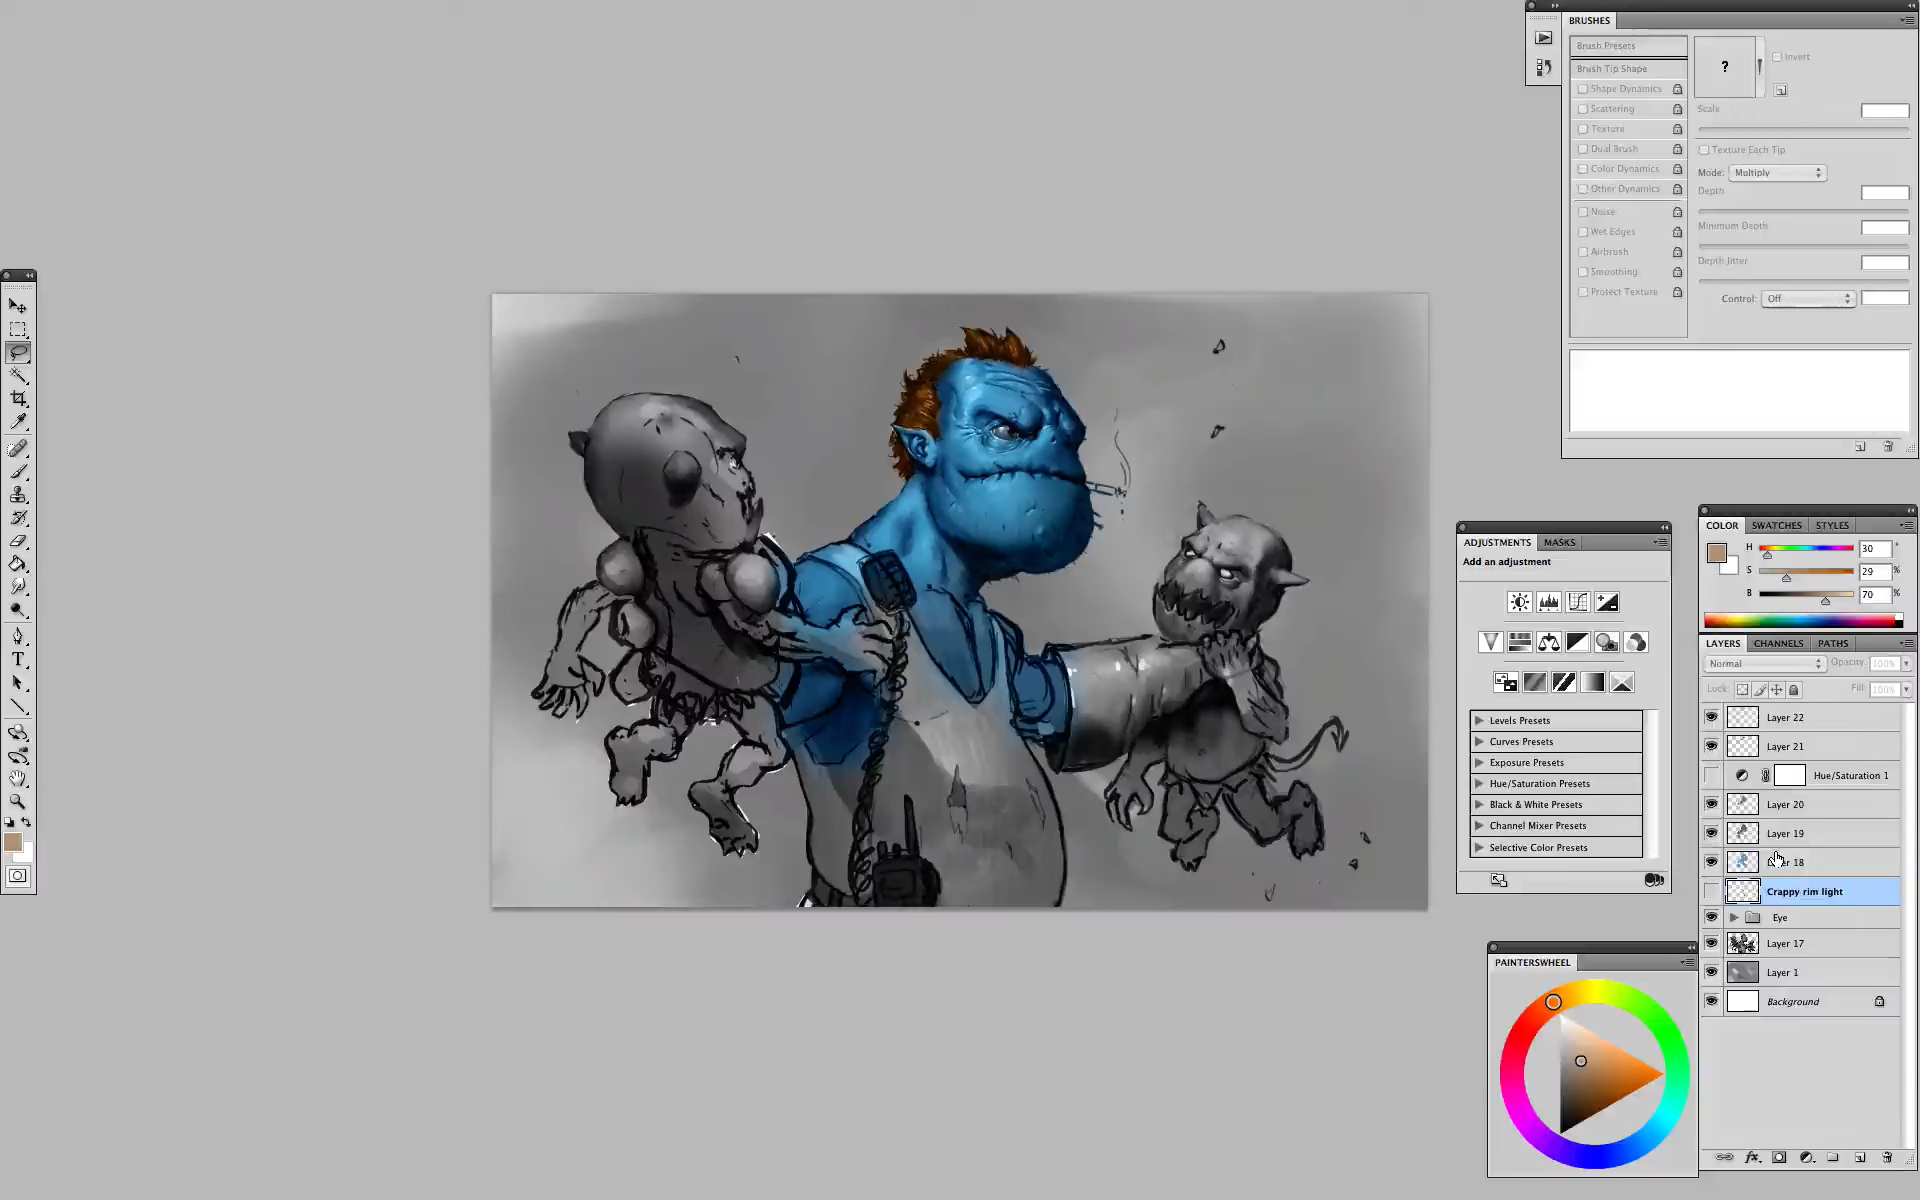 BRUSHES
Brush Presets
Brush Tip Shape
Shape Dynamics
Scattering
Texture
Dual Brush
Color Dynamics
Other Dynamics
Noise
Wet Edges
Airbrush
Smoothing
Protect Texture
?
Invert
Scale
Texture Each Tip
Mode: Multiply
Depth
Minimum Depth
Depth Jitter
Control: Off
ADJUSTMENTS MASKS
Add an adjustment
Levels Presets
Curves Presets
Exposure Presets
Hue/Saturation Presets
Black & White Presets
Channel Mixer Presets
Selective Color Presets
COLOR SWATCHES STYLES
H 30 °
S 29 %
B 70 %
LAYERS CHANNELS PATHS
Normal Opacity: 100%
Lock: Fill: 100%
Layer 22
Layer 21
Hue/Saturation 1
Layer 20
Layer 19
18
Crappy rim light
Eye
Layer 17
Layer 1
Background
PAINTERSWHEEL
T
fx